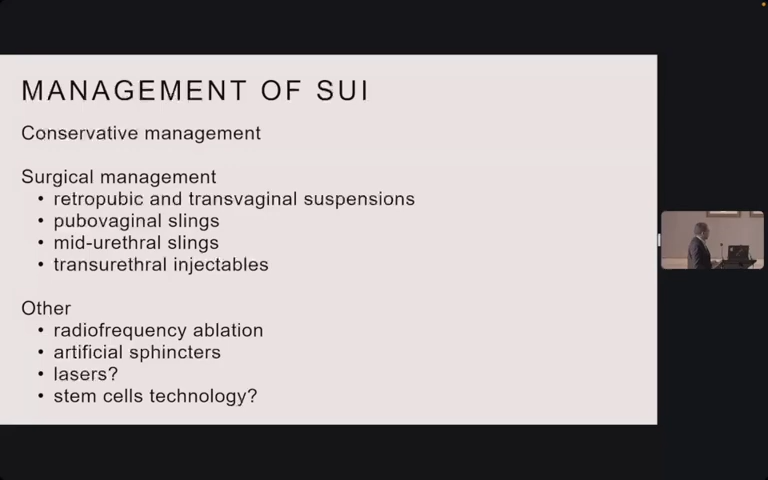 MANAGEMENT OF SUI
Conservative management
Surgical management
• retropubic and transvaginal suspensions
• pubovaginal slings
• mid-urethral slings
• transurethral injectables
Other
• radiofrequency ablation
• artificial sphincters
• lasers?
• stem cells technology?